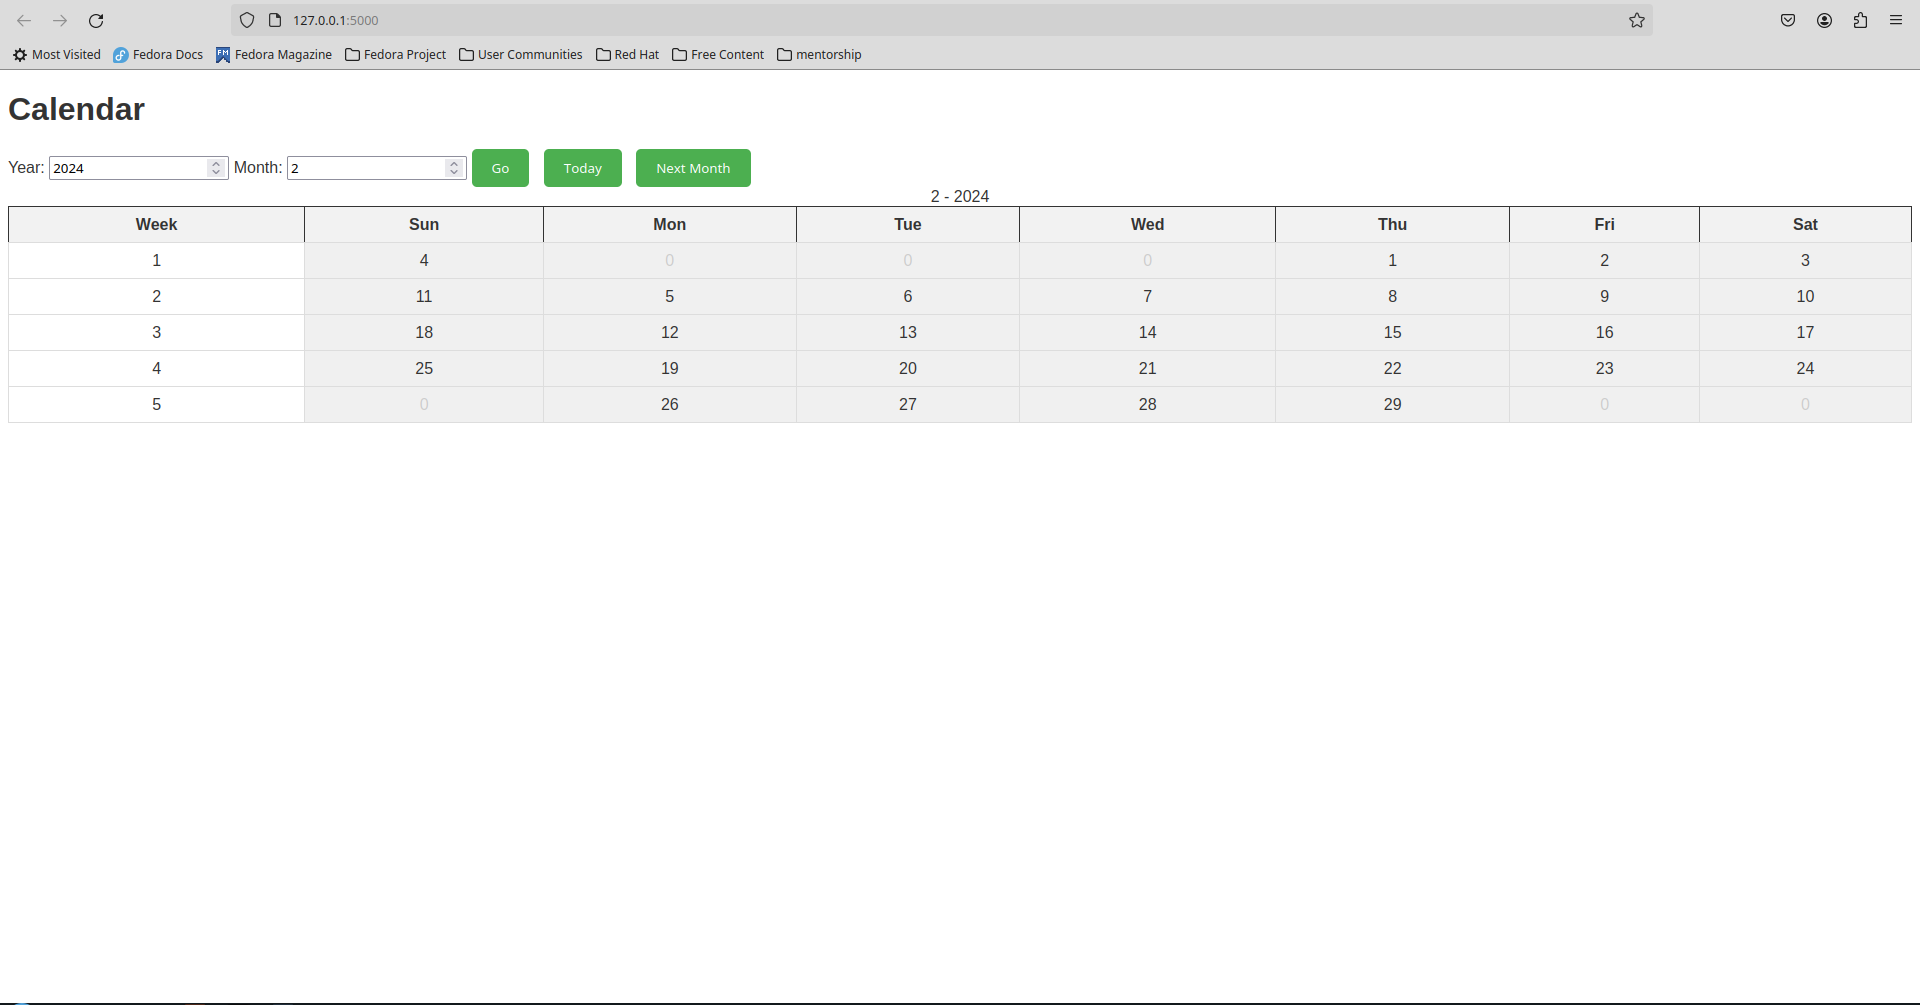 127.0.0.1:5000
Most Visited Fedora Docs Fedora Magazine Fedora Project User Communities Red Hat Free Content mentorship
Calendar
Year: 2024 Month: 2 Go Today Next Month
2 - 2024
Week Sun Mon Tue Wed Thu Fri Sat
1 4 0 0 0 1 2 3
2 11 5 6 7 8 9 10
3 18 12 13 14 15 16 17
4 25 19 20 21 22 23 24
5 0 26 27 28 29 0 0